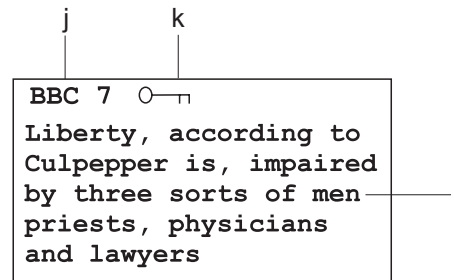 j k
BBC 7
Liberty, according to
Culpepper is, impaired
by three sorts of men
priests, physicians
and lawyers